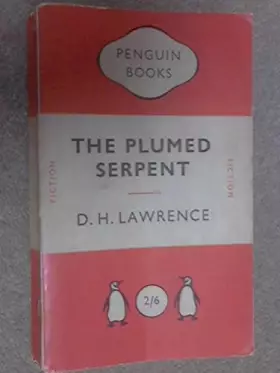 PENGUIN
BOOKS
THE PLUMED
SERPENT
FICTION
FICTION
D. H. LAWRENCE
2/6